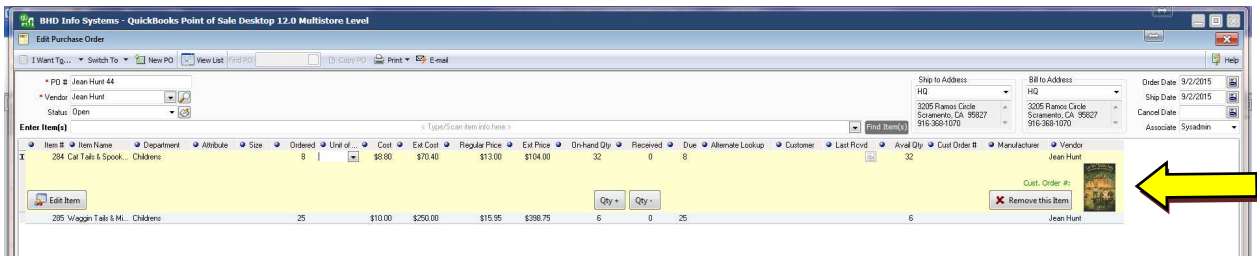 BHD Info Systems - QuickBooks Point of Sale Desktop 12.0 Multistore Level
Edit Purchase Order
I Want To... Switch To New PO View List Find PO: Copy PO Print E-mail Help
* PO # Jean Hunt 44
* Vendor Jean Hunt
Status Open
Ship to Address
HQ
3205 Ramos Circle
Scramento, CA 95827
916-368-1070
Bill to Address
HQ
3205 Ramos Circle
Scramento, CA 95827
916-368-1070
Order Date 9/2/2015
Ship Date 9/2/2015
Cancel Date
Associate Sysadmin
Enter Item(s) < Type/Scan item info here > Find Item(s)
Item # Item Name Department Attribute Size Ordered Unit of ... Cost Ext Cost Regular Price Ext Price On-hand Qty Received Due Alternate Lookup Customer Last Rcvd Avail Qty Cust Order # Manufacturer Vendor
284 Cat Tails & Spook... Childrens 8 $8.80 $70.40 $13.00 $104.00 32 0 8 32 Jean Hunt
Cust. Order #:
Edit Item Qty + Qty - Remove this Item
285 Waggin Tails & Mi... Childrens 25 $10.00 $250.00 $15.95 $398.75 6 0 25 6 Jean Hunt